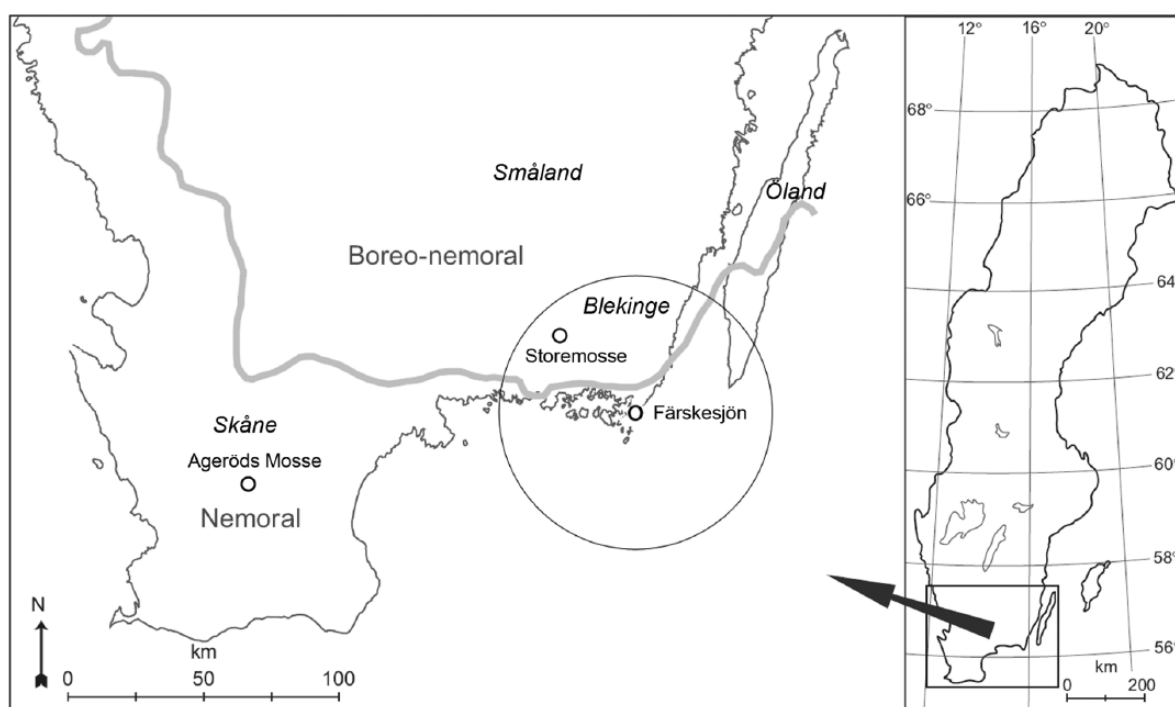 Småland
Öland
Boreo-nemoral
Blekinge
Storemosse
Färskesjön
Skåne
Ageröds Mosse
Nemoral
N
km
0 50 100
12° 16° 20°
68°
66°
64°
62°
60°
58°
56°
km
0 200